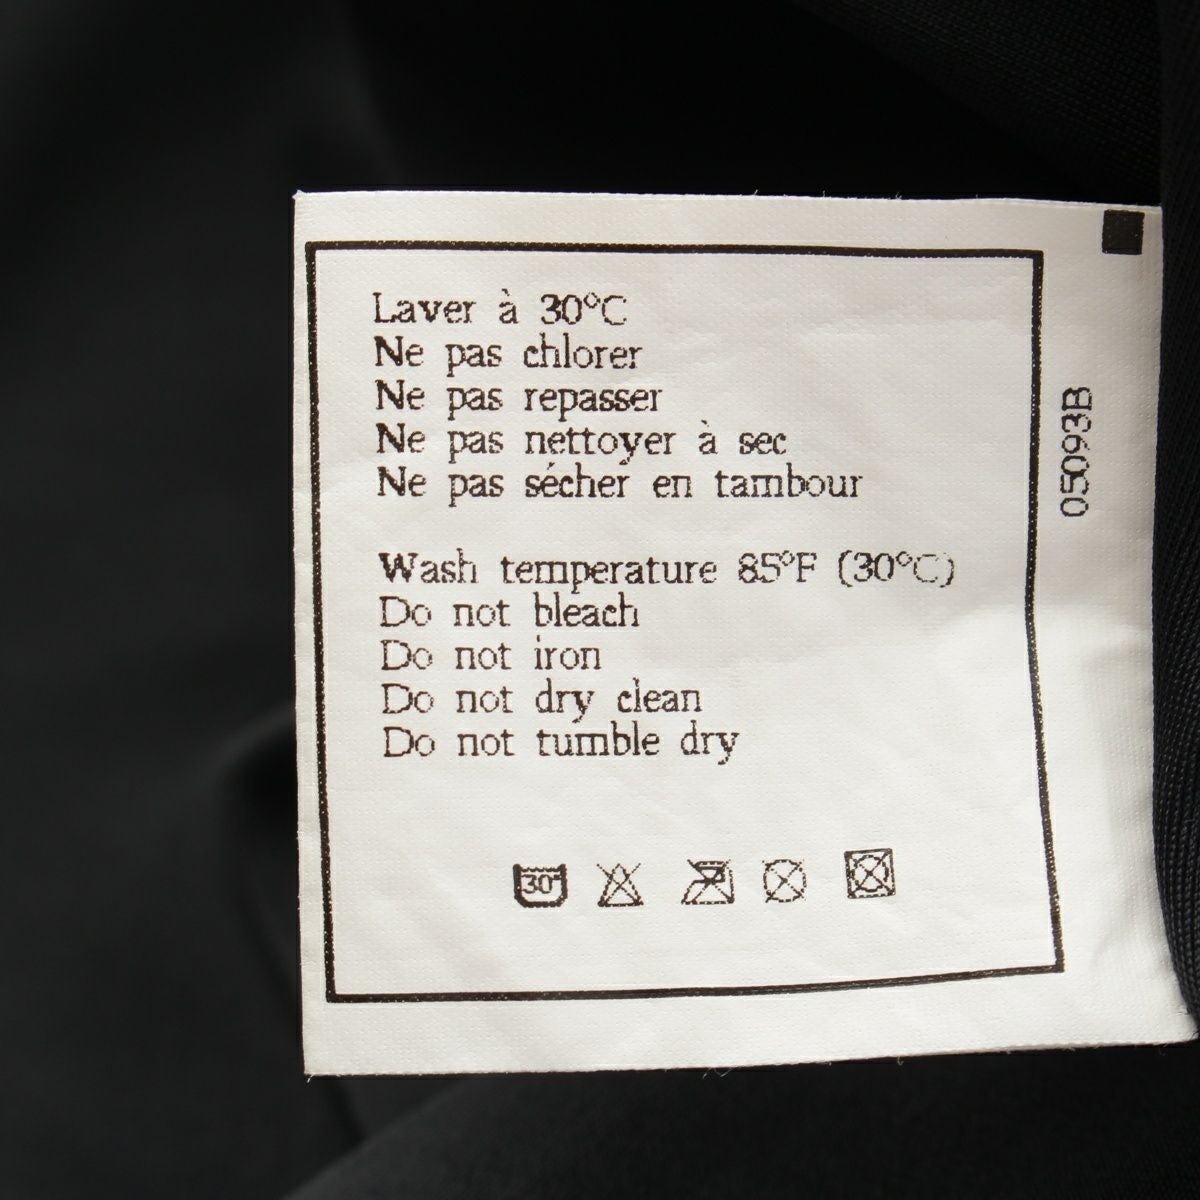 Laver à 30°C
Ne pas chlorer
Ne pas repasser
Ne pas nettoyer à sec
Ne pas sécher en tambour
Wash temperature 85°F (30°C)
Do not bleach
Do not iron
Do not dry clean
Do not tumble dry
30°
05093B